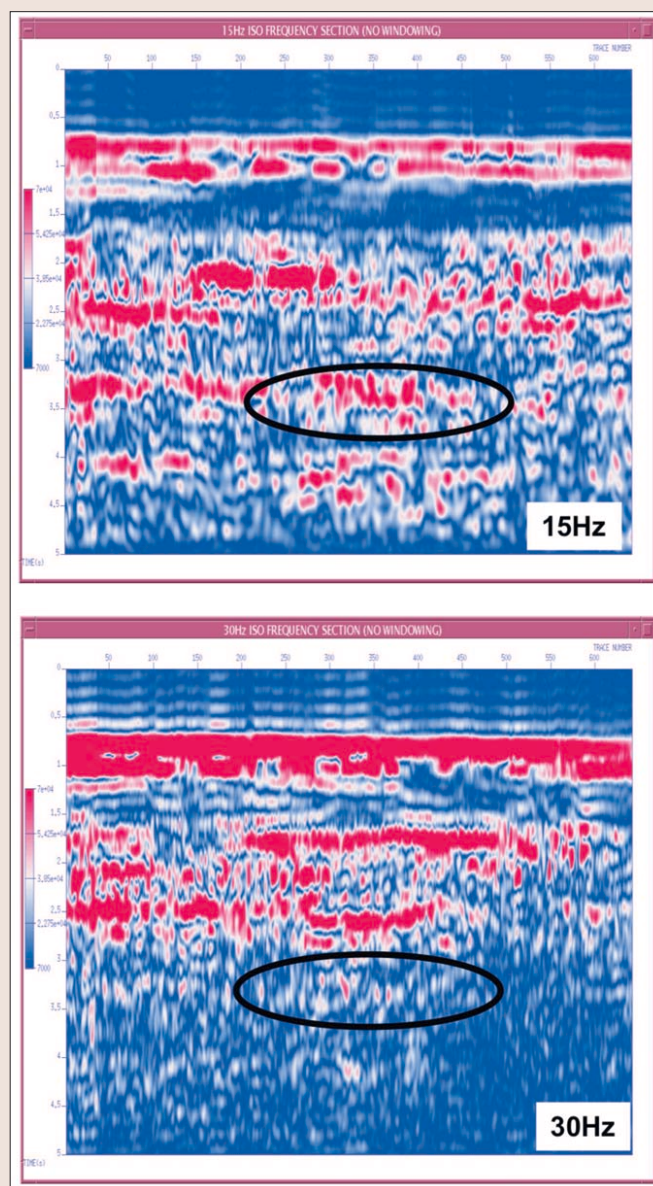 15Hz ISO FREQUENCY SECTION (NO WINDOWING)
TRACE NUMBER
50 100 150 200 250 300 350 400 450 500 550 600
0
0.5
1
1.5
2
2.5
3
3.5
4
4.5
5
7e+04
5.425e+04
3.85e+04
2.275e+04
7000
TIME(s)
15Hz
30Hz ISO FREQUENCY SECTION (NO WINDOWING)
TRACE NUMBER
50 100 150 200 250 300 350 400 450 500 550 600
0
0.5
1
1.5
2
2.5
3
3.5
4
4.5
5
7e+04
5.425e+04
3.85e+04
2.275e+04
7000
TIME(s)
30Hz